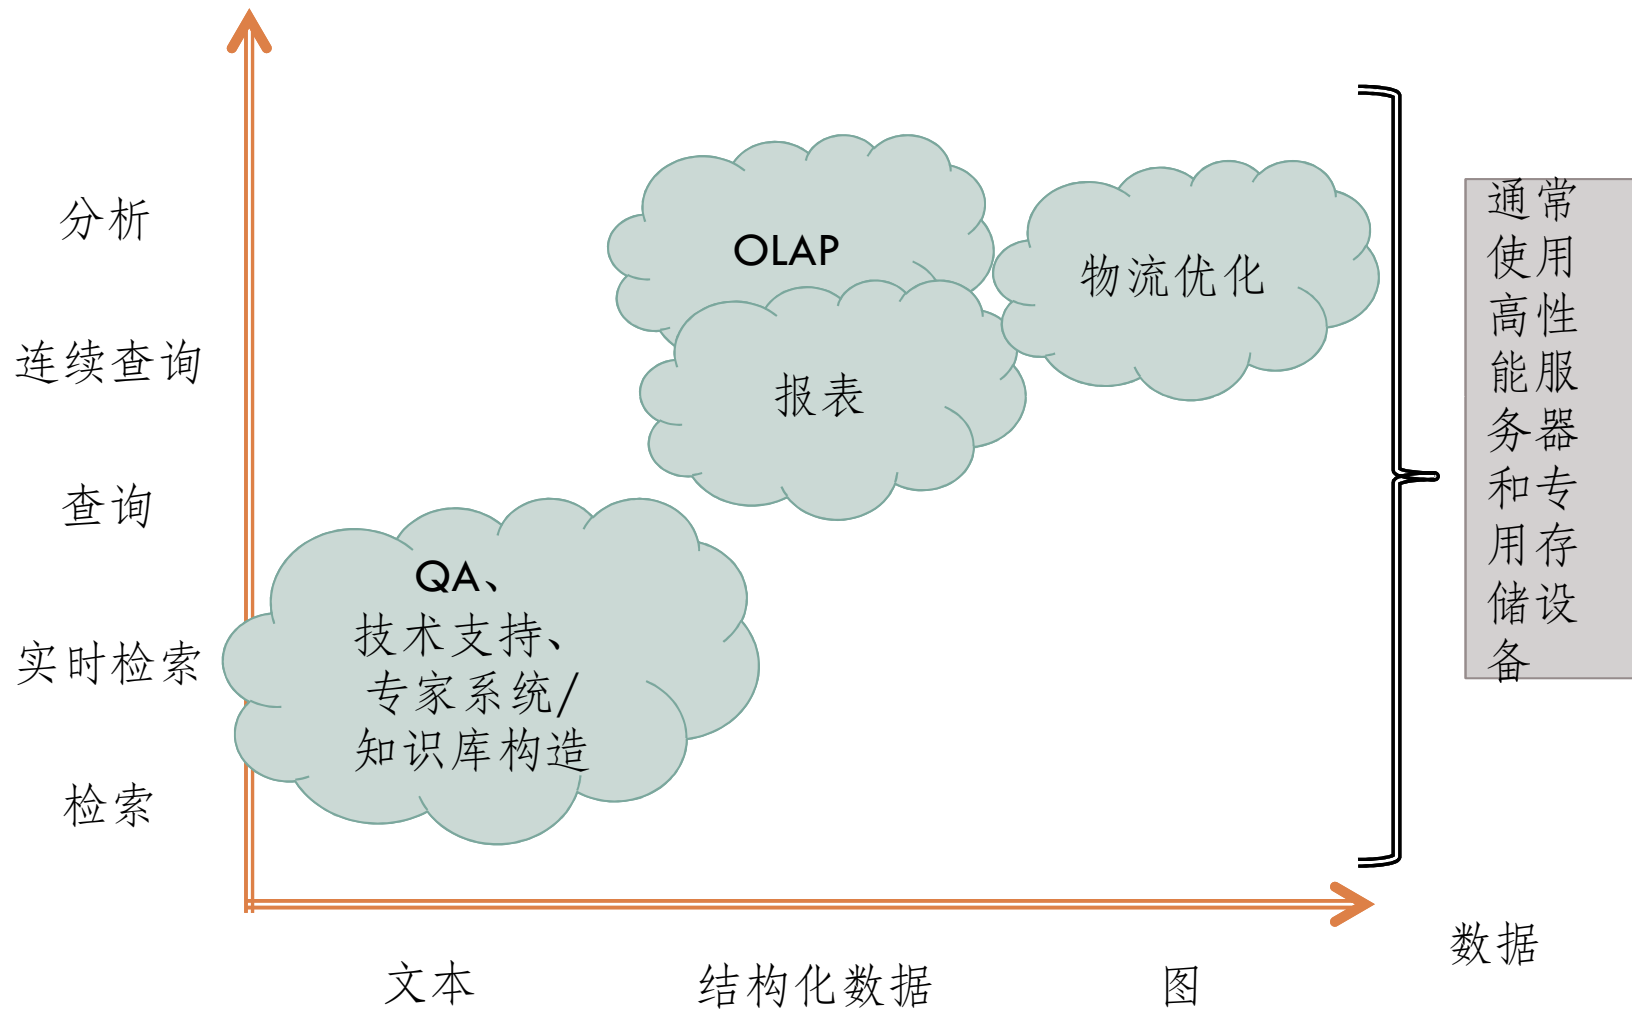 分析
连续查询
查询
实时检索
检索
OLAP
报表
物流优化
QA、
技术支持、
专家系统/
知识库构造
通常
使用
高性
能服
务器
和专
用存
储设
备
文本
结构化数据
图
数据